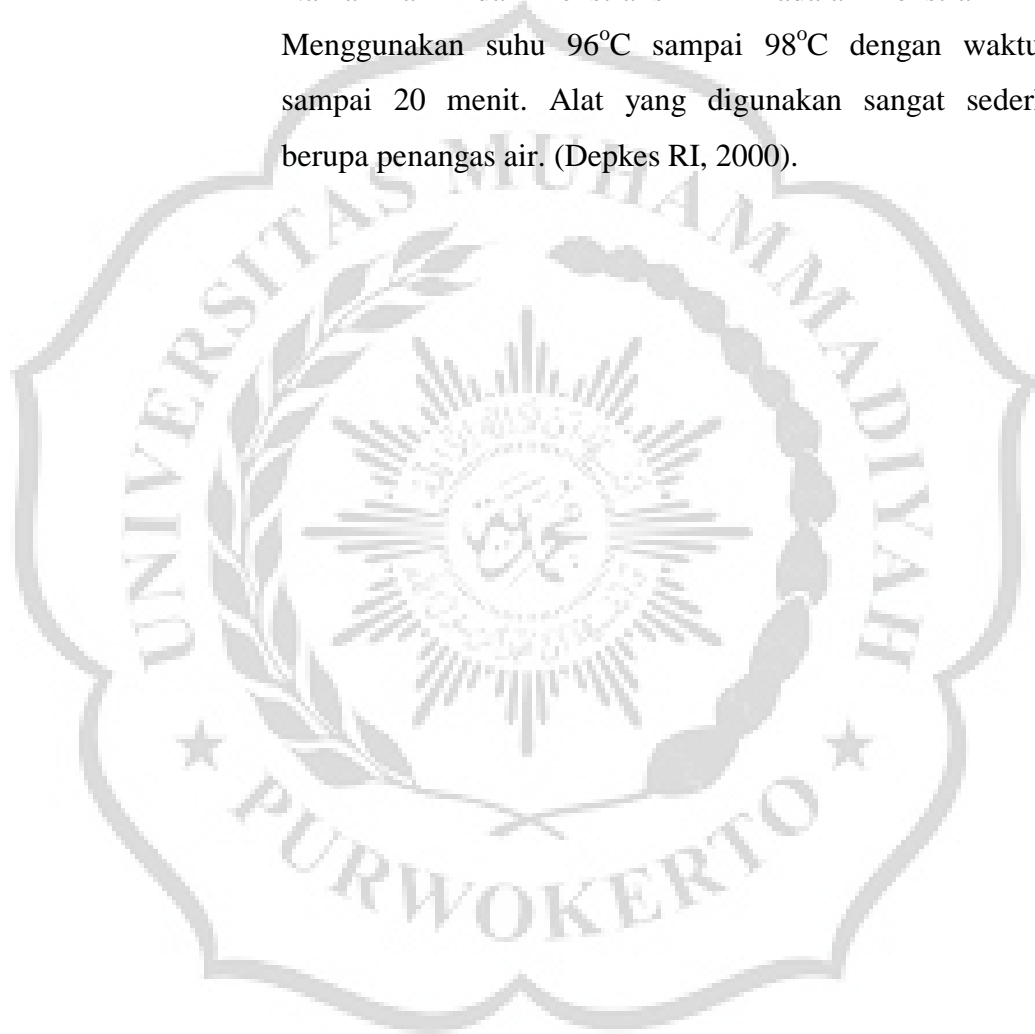 Menggunakan suhu 96°C sampai 98°C dengan waktu
sampai 20 menit. Alat yang digunakan sangat
berupa penangas air. (Depkes RI, 2000).
UNIVERSITAS MUHAMMADIYAH
PURWOKERTO